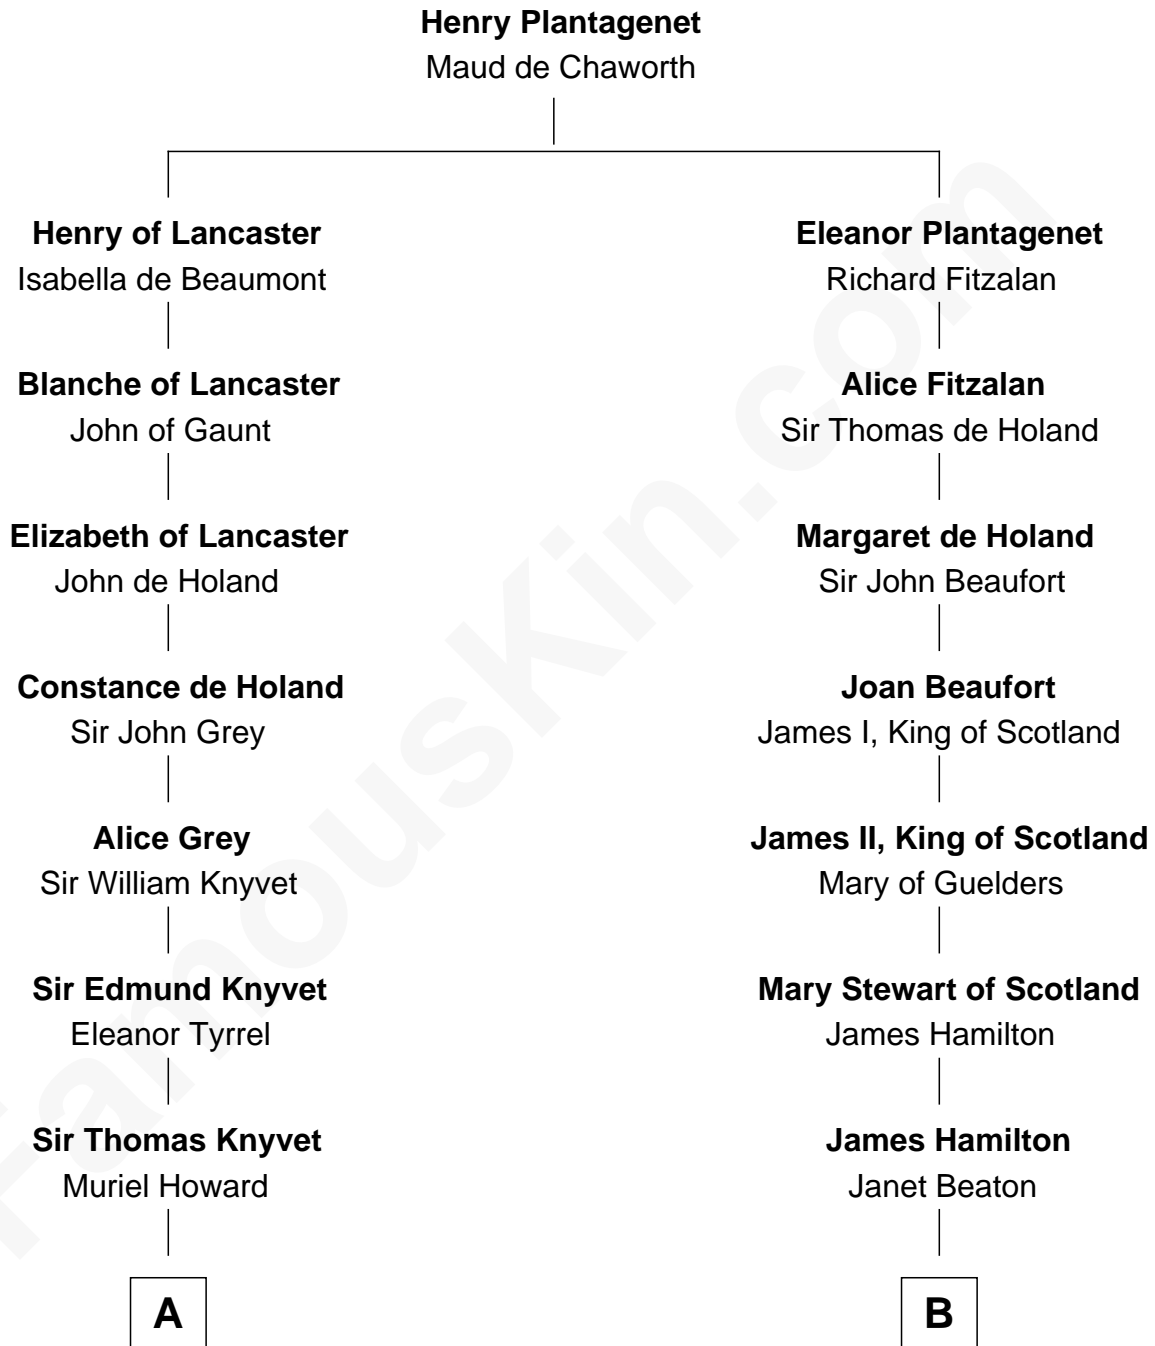 Henry Plantagenet
Maud de Chaworth
Henry of Lancaster
Isabella de Beaumont
Eleanor Plantagenet
Richard Fitzalan
Blanche of Lancaster
John of Gaunt
Alice Fitzalan
Sir Thomas de Holand
Elizabeth of Lancaster
John de Holand
Margaret de Holand
Sir John Beaufort
Constance de Holand
Sir John Grey
Joan Beaufort
James I, King of Scotland
Alice Grey
Sir William Knyvet
James II, King of Scotland
Mary of Guelders
Sir Edmund Knyvet
Eleanor Tyrrel
Mary Stewart of Scotland
James Hamilton
Sir Thomas Knyvet
Muriel Howard
James Hamilton
Janet Beaton
A
B
FamousKin.com